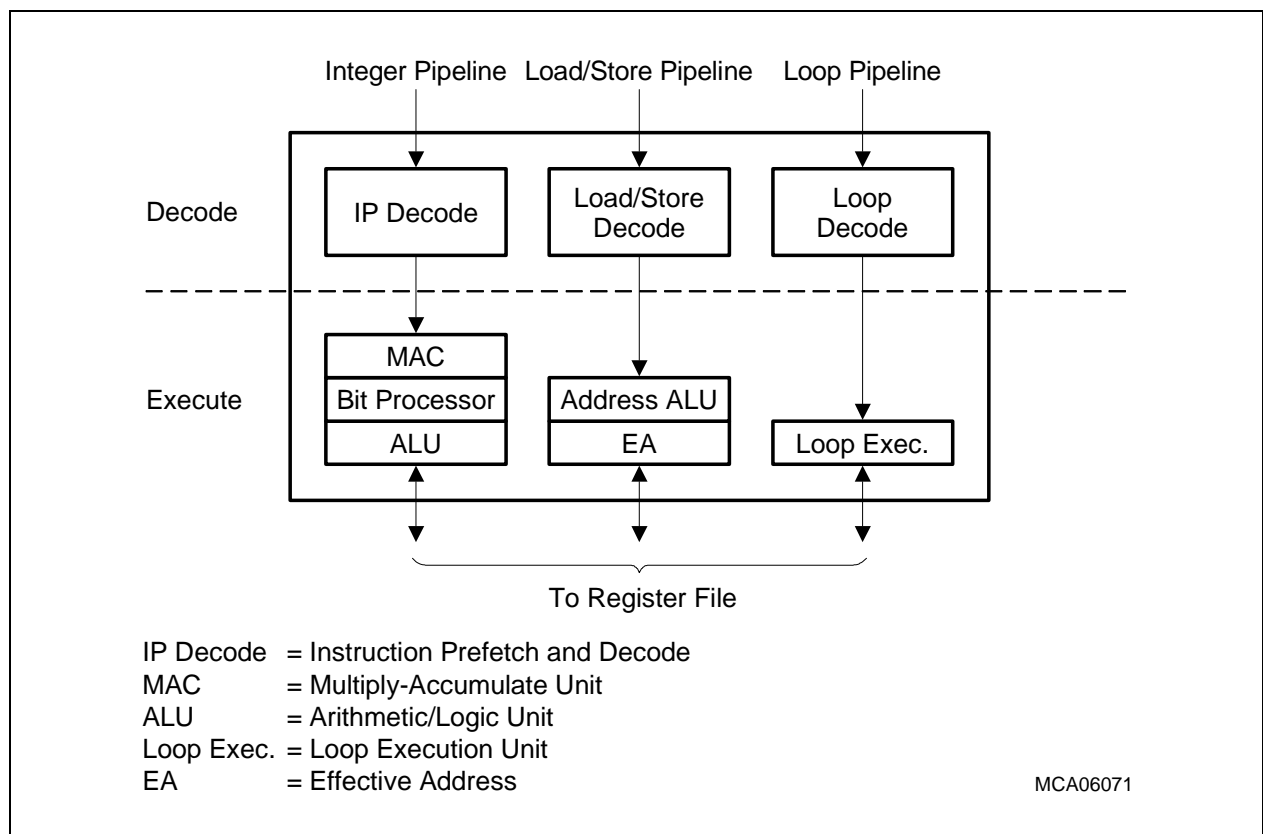 Integer Pipeline Load/Store Pipeline Loop Pipeline
Decode
IP Decode
Load/Store
Decode
Loop
Decode
Execute
MAC
Bit Processor
ALU
Address ALU
EA
Loop Exec.
To Register File
IP Decode = Instruction Prefetch and Decode
MAC = Multiply-Accumulate Unit
ALU = Arithmetic/Logic Unit
Loop Exec. = Loop Execution Unit
EA = Effective Address
MCA06071